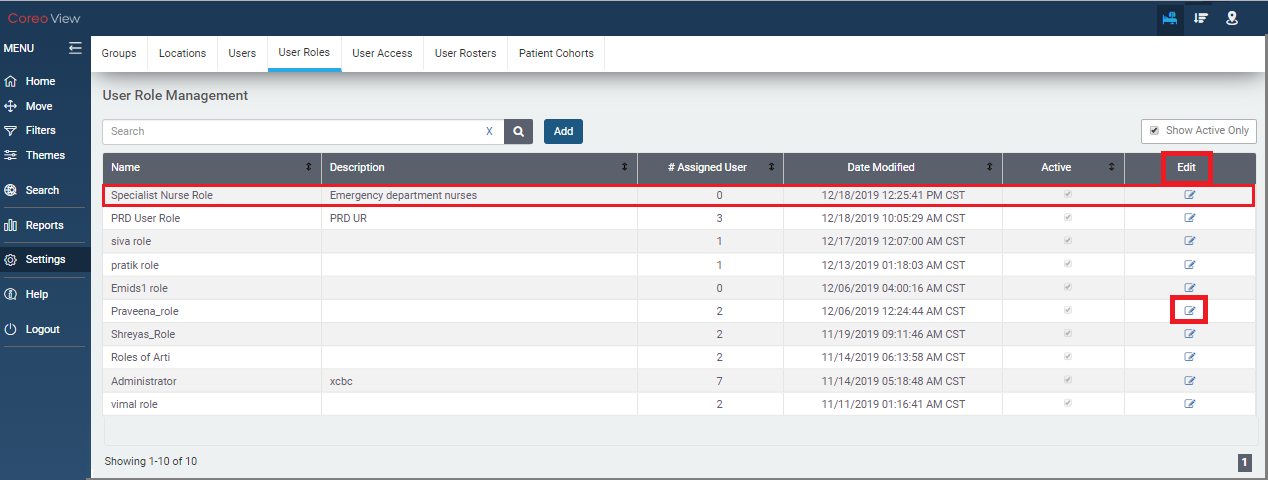 Coreo View
MENU
Groups Locations Users User Roles User Access User Rosters Patient Cohorts
Home
Move
Filters
Themes
Search
Reports
Settings
Help
Logout
User Role Management
Search X Add Show Active Only
Name Description # Assigned User Date Modified Active Edit
Specialist Nurse Role Emergency department nurses 0 12/18/2019 12:25:41 PM CST
PRD User Role PRD UR 3 12/18/2019 10:05:29 AM CST
siva role 1 12/17/2019 12:07:00 AM CST
pratik role 1 12/13/2019 01:18:03 AM CST
Emids1 role 0 12/06/2019 04:00:16 AM CST
Praveena_role 2 12/06/2019 12:24:44 AM CST
Shreyas_Role 2 11/19/2019 09:11:46 AM CST
Roles of Arti 2 11/14/2019 06:13:58 AM CST
Administrator xcbc 7 11/14/2019 05:18:48 AM CST
vimal role 2 11/11/2019 01:16:41 AM CST
Showing 1-10 of 10 1